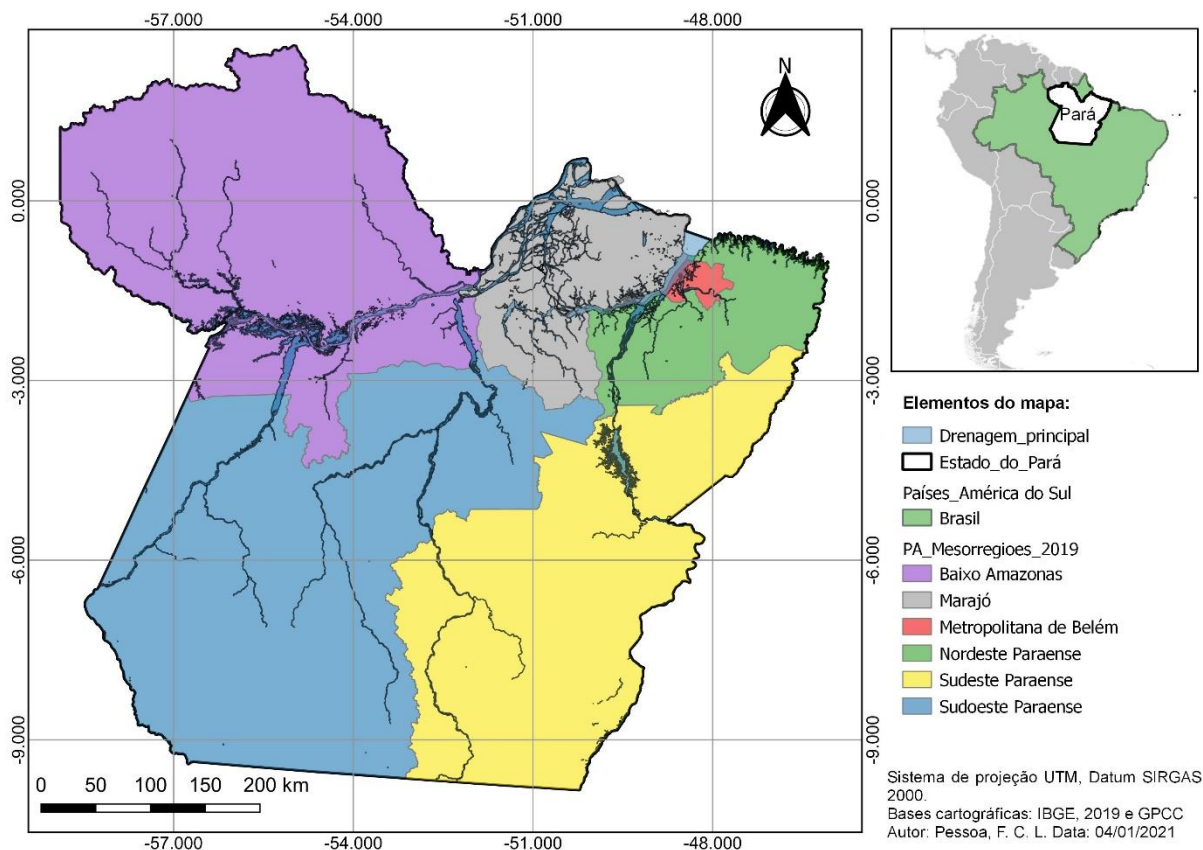 -57.000 -54.000 -51.000 -48.000
N
Pará
0.000 0.000
-3.000 -3.000
-6.000 -6.000
-9.000 -9.000
0 50 100 150 200 km
-57.000 -54.000 -51.000 -48.000
Elementos do mapa:
Drenagem_principal
Estado_do_Pará
Países_América do Sul
Brasil
PA_Mesorregioes_2019
Baixo Amazonas
Marajó
Metropolitana de Belém
Nordeste Paraense
Sudeste Paraense
Sudoeste Paraense
Sistema de projeção UTM, Datum SIRGAS
2000.
Bases cartográficas: IBGE, 2019 e GPCC
Autor: Pessoa, F. C. L. Data: 04/01/2021